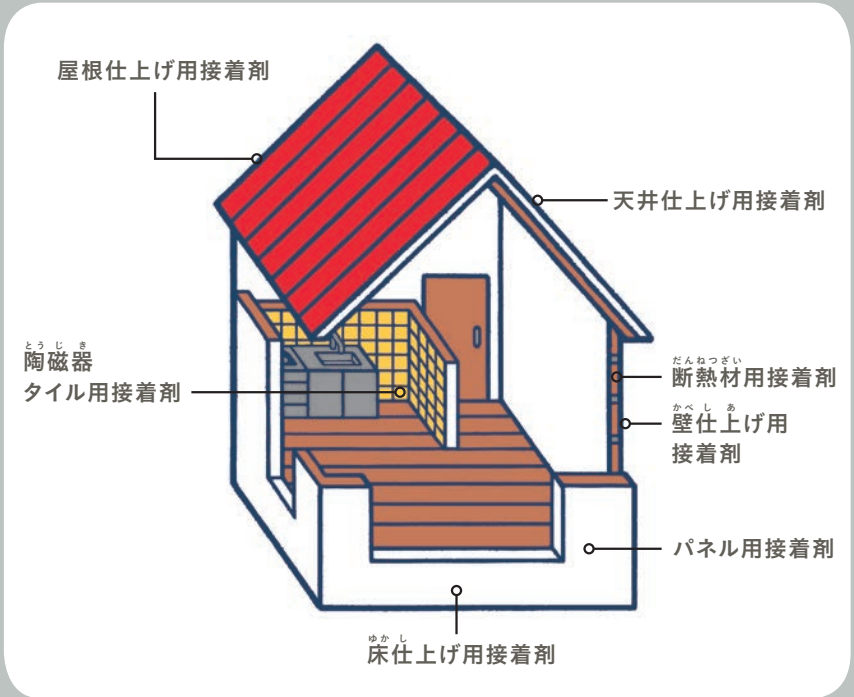 屋根仕上げ用接着剤
天井仕上げ用接着剤
とうじき
陶磁器
タイル用接着剤
だんねつざい
断熱材用接着剤
かべしあ
壁仕上げ用
接着剤
パネル用接着剤
ゆかし
床仕上げ用接着剤